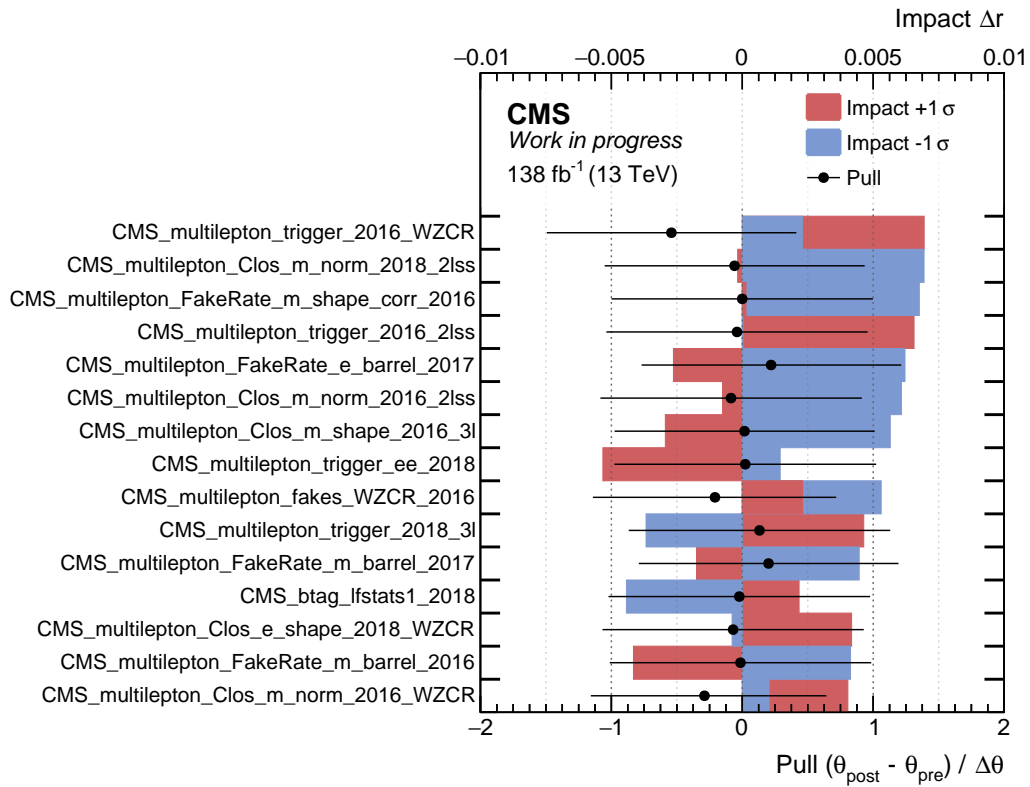 Impact Δr
−0.01 −0.005 0 0.005 0.01
CMS
Work in progress
138 fb⁻¹ (13 TeV)
Impact +1 σ
Impact -1 σ
Pull
CMS_multilepton_trigger_2016_WZCR
CMS_multilepton_Clos_m_norm_2018_2lss
CMS_multilepton_FakeRate_m_shape_corr_2016
CMS_multilepton_trigger_2016_2lss
CMS_multilepton_FakeRate_e_barrel_2017
CMS_multilepton_Clos_m_norm_2016_2lss
CMS_multilepton_Clos_m_shape_2016_3l
CMS_multilepton_trigger_ee_2018
CMS_multilepton_fakes_WZCR_2016
CMS_multilepton_trigger_2018_3l
CMS_multilepton_FakeRate_m_barrel_2017
CMS_btag_lfstats1_2018
CMS_multilepton_Clos_e_shape_2018_WZCR
CMS_multilepton_FakeRate_m_barrel_2016
CMS_multilepton_Clos_m_norm_2016_WZCR
−2 −1 0 1 2
Pull (θ_post - θ_pre) / Δθ